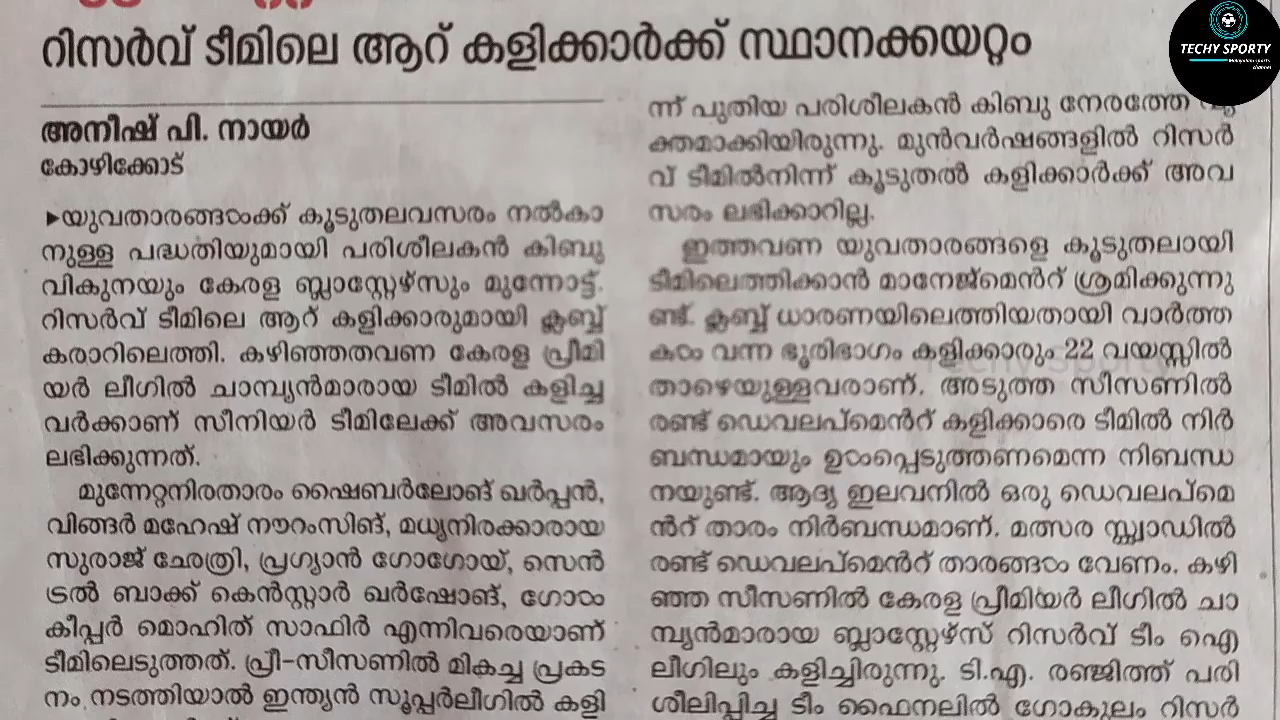 റിസർവ് ടീമിലെ ആറ് കളിക്കാർക്ക് സ്ഥാനക്കയറ്റം
TECHY SPORTY
Malayalam sports
channel
അനീഷ് പി. നായർ
കോഴിക്കോട്
▸യുവതാരങ്ങൾക്ക് കൂടുതലവസരം നൽകാ
നുള്ള പദ്ധതിയുമായി പരിശീലകൻ കിബു
വികുനയും കേരള ബ്ലാസ്റ്റേഴ്സും മുന്നോട്ട്.
റിസർവ് ടീമിലെ ആറ് കളിക്കാരുമായി ക്ലബ്ബ്
കരാറിലെത്തി. കഴിഞ്ഞതവണ കേരള പ്രീമി
യർ ലീഗിൽ ചാമ്പ്യൻമാരായ ടീമിൽ കളിച്ച
വർക്കാണ് സീനിയർ ടീമിലേക്ക് അവസരം
ലഭിക്കുന്നത്.
മുന്നേറ്റനിരതാരം ഷൈബർലോങ് ഖർപ്പൻ,
വിങ്ങർ മഹേഷ് നൗറംസിങ്, മധ്യനിരക്കാരായ
സുരാജ് ചേത്രി, പ്രഗ്യാൻ ഗോഗോയ്, സെൻ
ട്രൽ ബാക്ക് കെൻസ്റ്റാർ ഖർഷോങ്, ഗോൾ
കീപ്പർ മൊഹിത് സാഫിർ എന്നിവരെയാണ്
ടീമിലെടുത്തത്. പ്രീ-സീസണിൽ മികച്ച പ്രകട
നം നടത്തിയാൽ ഇന്ത്യൻ സൂപ്പർലീഗിൽ കളി
ന്ന് പുതിയ പരിശീലകൻ കിബു നേരത്തേ
ക്തമാക്കിയിരുന്നു. മുൻവർഷങ്ങളിൽ റിസർ
വ് ടീമിൽനിന്ന് കൂടുതൽ കളിക്കാർക്ക് അവ
സരം ലഭിക്കാറില്ല.
ഇത്തവണ യുവതാരങ്ങളെ കൂടുതലായി
ടീമിലെത്തിക്കാൻ മാനേജ്മെൻറ് ശ്രമിക്കുന്നു
ണ്ട്. ക്ലബ്ബ് ധാരണയിലെത്തിയതായി വാർത്ത
കൾ വന്ന ഭൂരിഭാഗം കളിക്കാരും 22 വയസ്സിൽ
താഴെയുള്ളവരാണ്. അടുത്ത സീസണിൽ
രണ്ട് ഡെവലപ്മെൻറ് കളിക്കാരെ ടീമിൽ നിർ
ബന്ധമായും ഉൾപ്പെടുത്തണമെന്ന നിബന്ധ
നയുണ്ട്. ആദ്യ ഇലവനിൽ ഒരു ഡെവലപ്മെ
ൻറ് താരം നിർബന്ധമാണ്. മത്സര സ്ക്വാഡിൽ
രണ്ട് ഡെവലപ്മെൻറ് താരങ്ങൾ വേണം. കഴി
ഞ്ഞ സീസണിൽ കേരള പ്രീമിയർ ലീഗിൽ ചാ
മ്പ്യൻമാരായ ബ്ലാസ്റ്റേഴ്സ് റിസർവ് ടീം ഐ
ലീഗിലും കളിച്ചിരുന്നു. ടി.എ. രഞ്ജിത്ത് പരി
ശീലിപ്പിച്ച ടീം ഫൈനലിൽ ഗോകുലം റിസർ